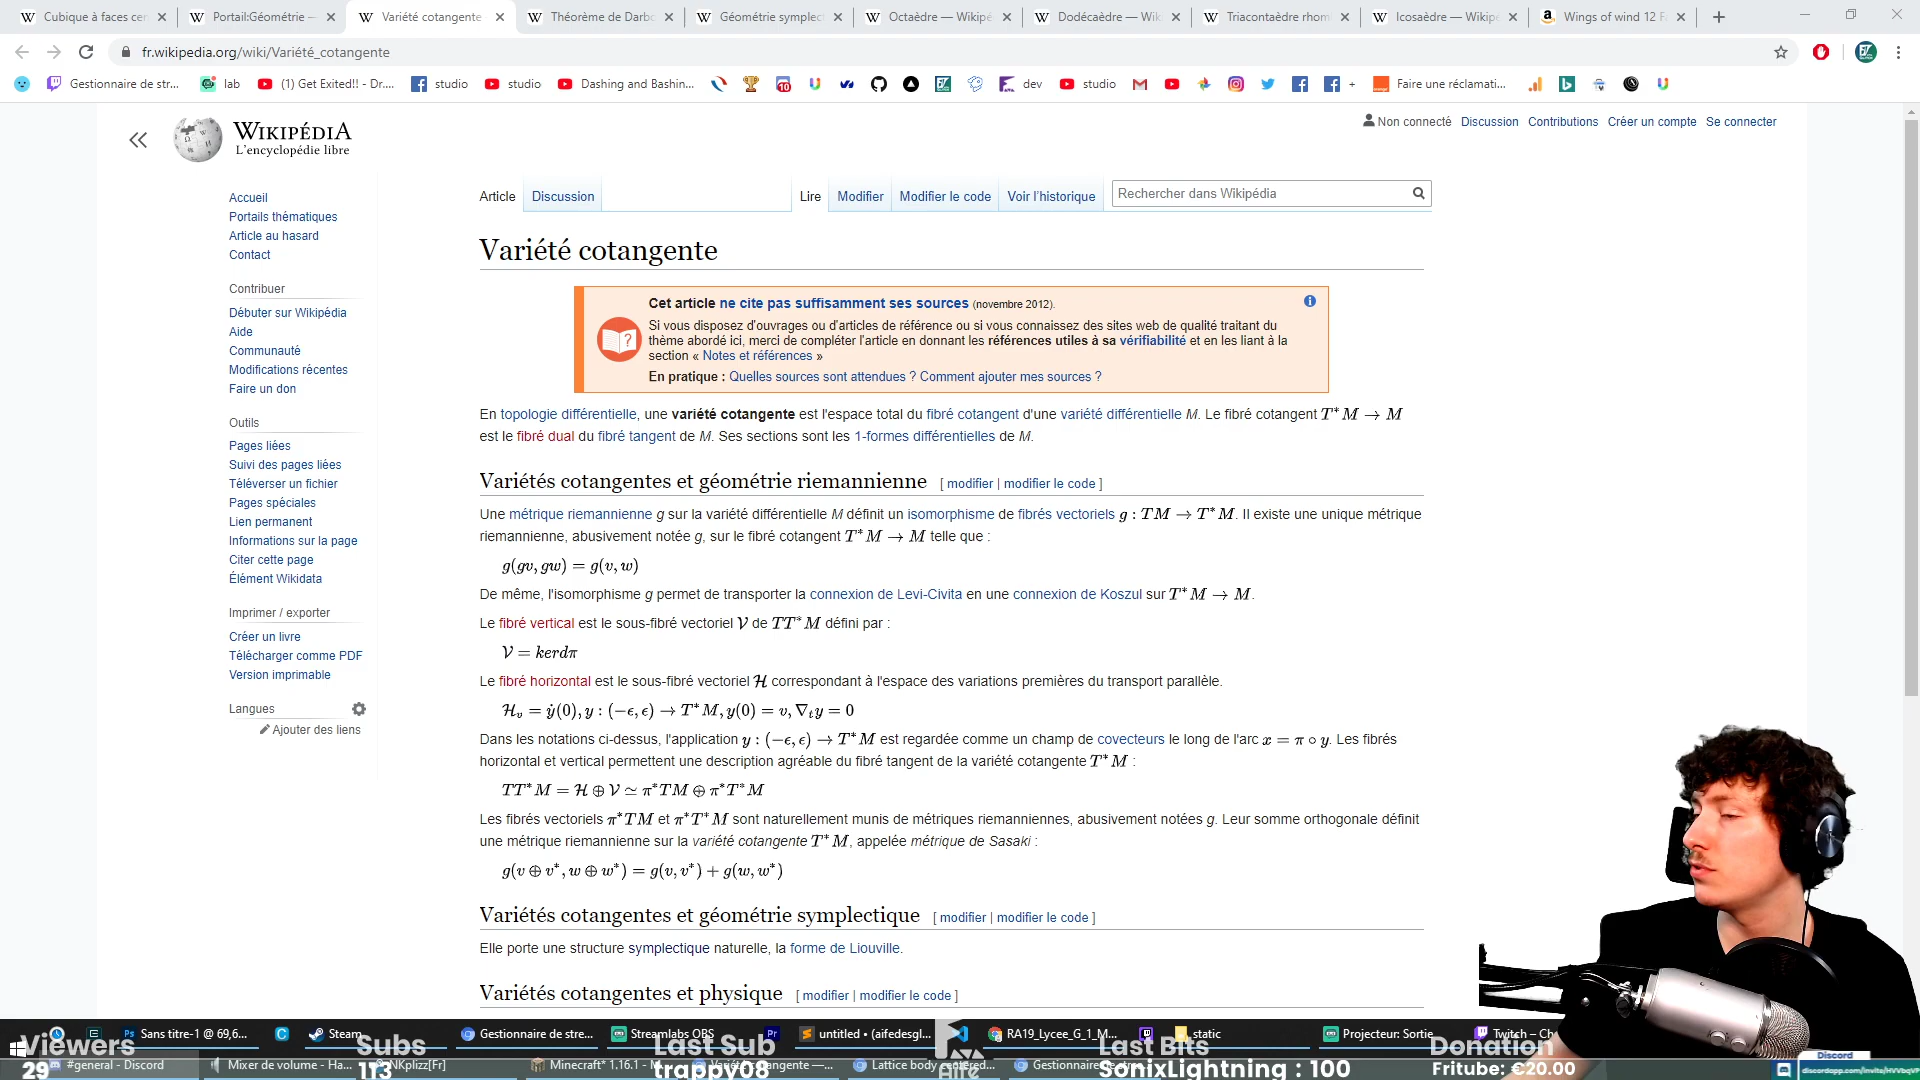 Cubique à faces cen
Portail:Géométrie —
Variété cotangente
Théorème de Darbo
Géométrie symplect
Octaèdre — Wikipé
Dodécaèdre — Wik
Triacontaèdre rhom
Icosaèdre — Wikipé
Wings of wind 12 F
fr.wikipedia.org/wiki/Variété_cotangente
Gestionnaire de str...
lab
(1) Get Exited!! - Dr....
studio
studio
Dashing and Bashin...
10
dev
studio
+
Faire une réclamati...
WIKIPÉDIA
L'encyclopédie libre
Non connecté Discussion Contributions Créer un compte Se connecter
Article Discussion Lire Modifier Modifier le code Voir l'historique Rechercher dans Wikipédia
Accueil
Portails thématiques
Article au hasard
Contact
Contribuer
Débuter sur Wikipédia
Aide
Communauté
Modifications récentes
Faire un don
Outils
Pages liées
Suivi des pages liées
Téléverser un fichier
Pages spéciales
Lien permanent
Informations sur la page
Citer cette page
Élément Wikidata
Imprimer / exporter
Créer un livre
Télécharger comme PDF
Version imprimable
Langues
Ajouter des liens
Variété cotangente
Cet article ne cite pas suffisamment ses sources (novembre 2012).
Si vous disposez d'ouvrages ou d'articles de référence ou si vous connaissez des sites web de qualité traitant du
thème abordé ici, merci de compléter l'article en donnant les références utiles à sa vérifiabilité et en les liant à la
section « Notes et références »
En pratique : Quelles sources sont attendues ? Comment ajouter mes sources ?
En topologie différentielle, une variété cotangente est l'espace total du fibré cotangent d'une variété différentielle M. Le fibré cotangent T*M → M
est le fibré dual du fibré tangent de M. Ses sections sont les 1-formes différentielles de M.
Variétés cotangentes et géométrie riemannienne [ modifier | modifier le code ]
Une métrique riemannienne g sur la variété différentielle M définit un isomorphisme de fibrés vectoriels g : TM → T*M. Il existe une unique métrique
riemannienne, abusivement notée g, sur le fibré cotangent T*M → M telle que :
g(gv, gw) = g(v, w)
De même, l'isomorphisme g permet de transporter la connexion de Levi-Civita en une connexion de Koszul sur T*M → M.
Le fibré vertical est le sous-fibré vectoriel 𝒱 de TT*M défini par :
𝒱 = kerdπ
Le fibré horizontal est le sous-fibré vectoriel ℋ correspondant à l'espace des variations premières du transport parallèle.
ℋᵥ = ẏ(0), y : (−ϵ, ϵ) → T*M, y(0) = v, ∇ₜy = 0
Dans les notations ci-dessus, l'application y : (−ϵ, ϵ) → T*M est regardée comme un champ de covecteurs le long de l'arc x = π ∘ y. Les fibrés
horizontal et vertical permettent une description agréable du fibré tangent de la variété cotangente T*M :
TT*M = ℋ ⊕ 𝒱 ≃ π*TM ⊕ π*T*M
Les fibrés vectoriels π*TM et π*T*M sont naturellement munis de métriques riemanniennes, abusivement notées g. Leur somme orthogonale définit
une métrique riemannienne sur la variété cotangente T*M, appelée métrique de Sasaki :
g(v ⊕ v*, w ⊕ w*) = g(v, v*) + g(w, w*)
Variétés cotangentes et géométrie symplectique [ modifier | modifier le code ]
Elle porte une structure symplectique naturelle, la forme de Liouville.
Variétés cotangentes et physique [ modifier | modifier le code ]
Sans titre-1 @ 69,6...
Steam
Gestionnaire de stre...
Streamlabs OBS
untitled • (aifedesgl...
RA19_Lycee_G_1_M...
static
Projecteur: Sortie
Twitch – Ch
Viewers
Subs
Last Sub
Last Bits
Donation
#general - Discord
Mixer de volume - Ha...
NKplizz[Fr]
Minecraft* 1.16.1 -
Lattice body centered...
Gestionnai
29
113
trappy08
Aife
SomixLightning : 100
Fritube: €20.00
Discord